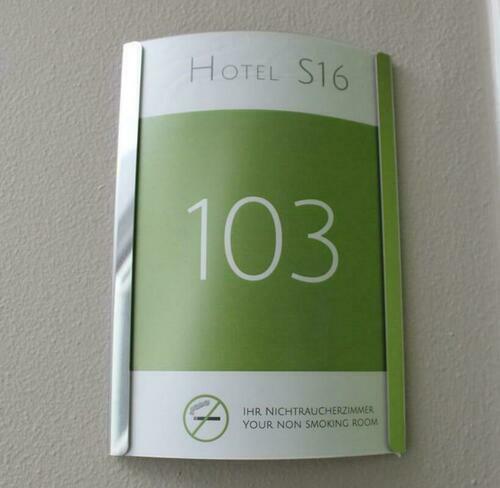 HOTEL S16
103
IHR NICHTRAUCHERZIMMER
YOUR NON SMOKING ROOM